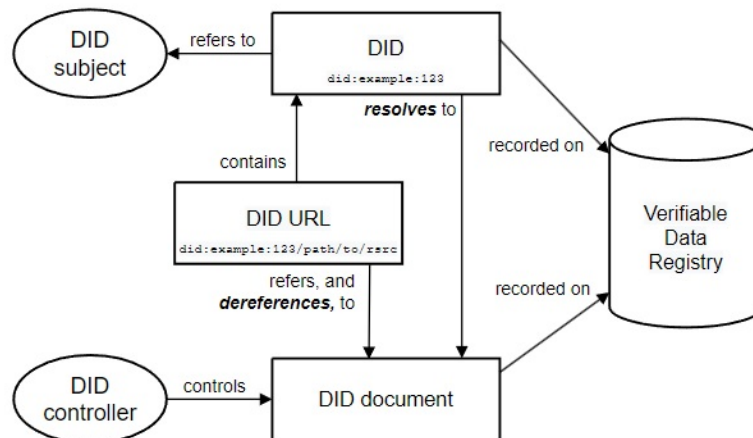 DID
subject
refers to
DID
did:example:123
resolves to
recorded on
contains
DID URL
did:example:123/path/to/rsrc
refers, and
dereferences, to
Verifiable
Data
Registry
recorded on
DID
controller
controls
DID document